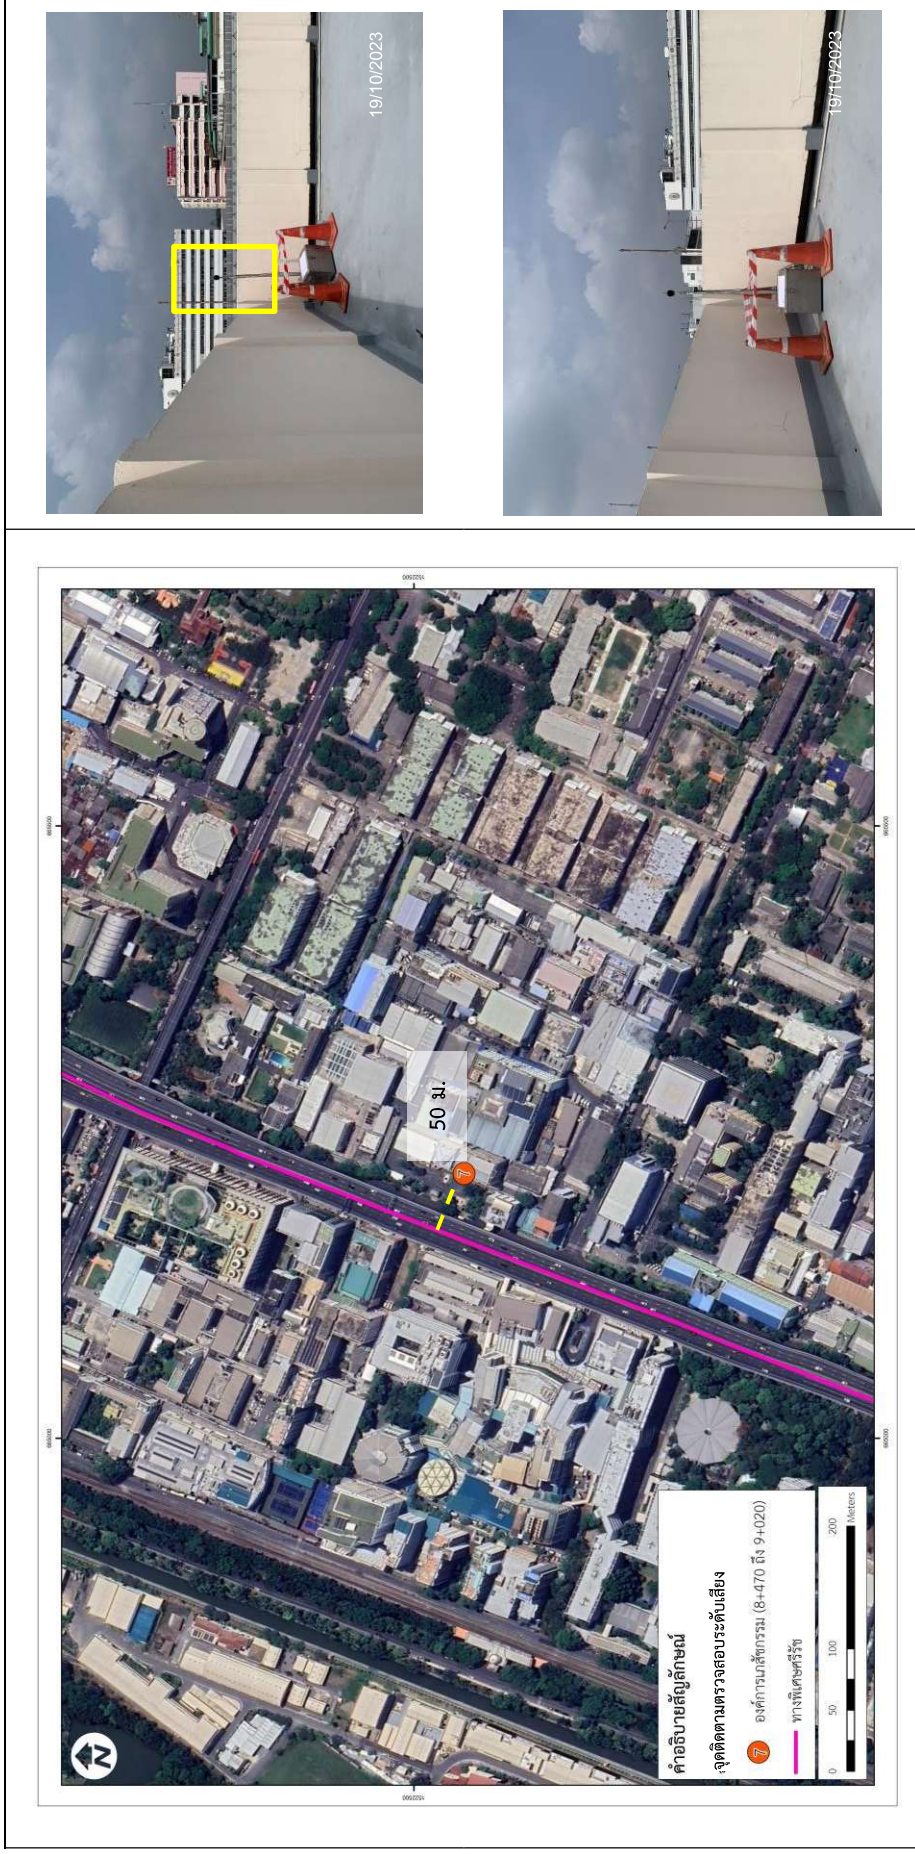 19/10/2023
19/10/2023
1522500
50 ม.
7
N
คำอธิบายสัญลักษณ์
จุดติดตามตรวจสอบระดับเสียง
7 องค์การเภสัชกรรม (8+470 ถึง 9+020)
ทางพิเศษศรีรัช
0 50 100 200
Meters
1522500